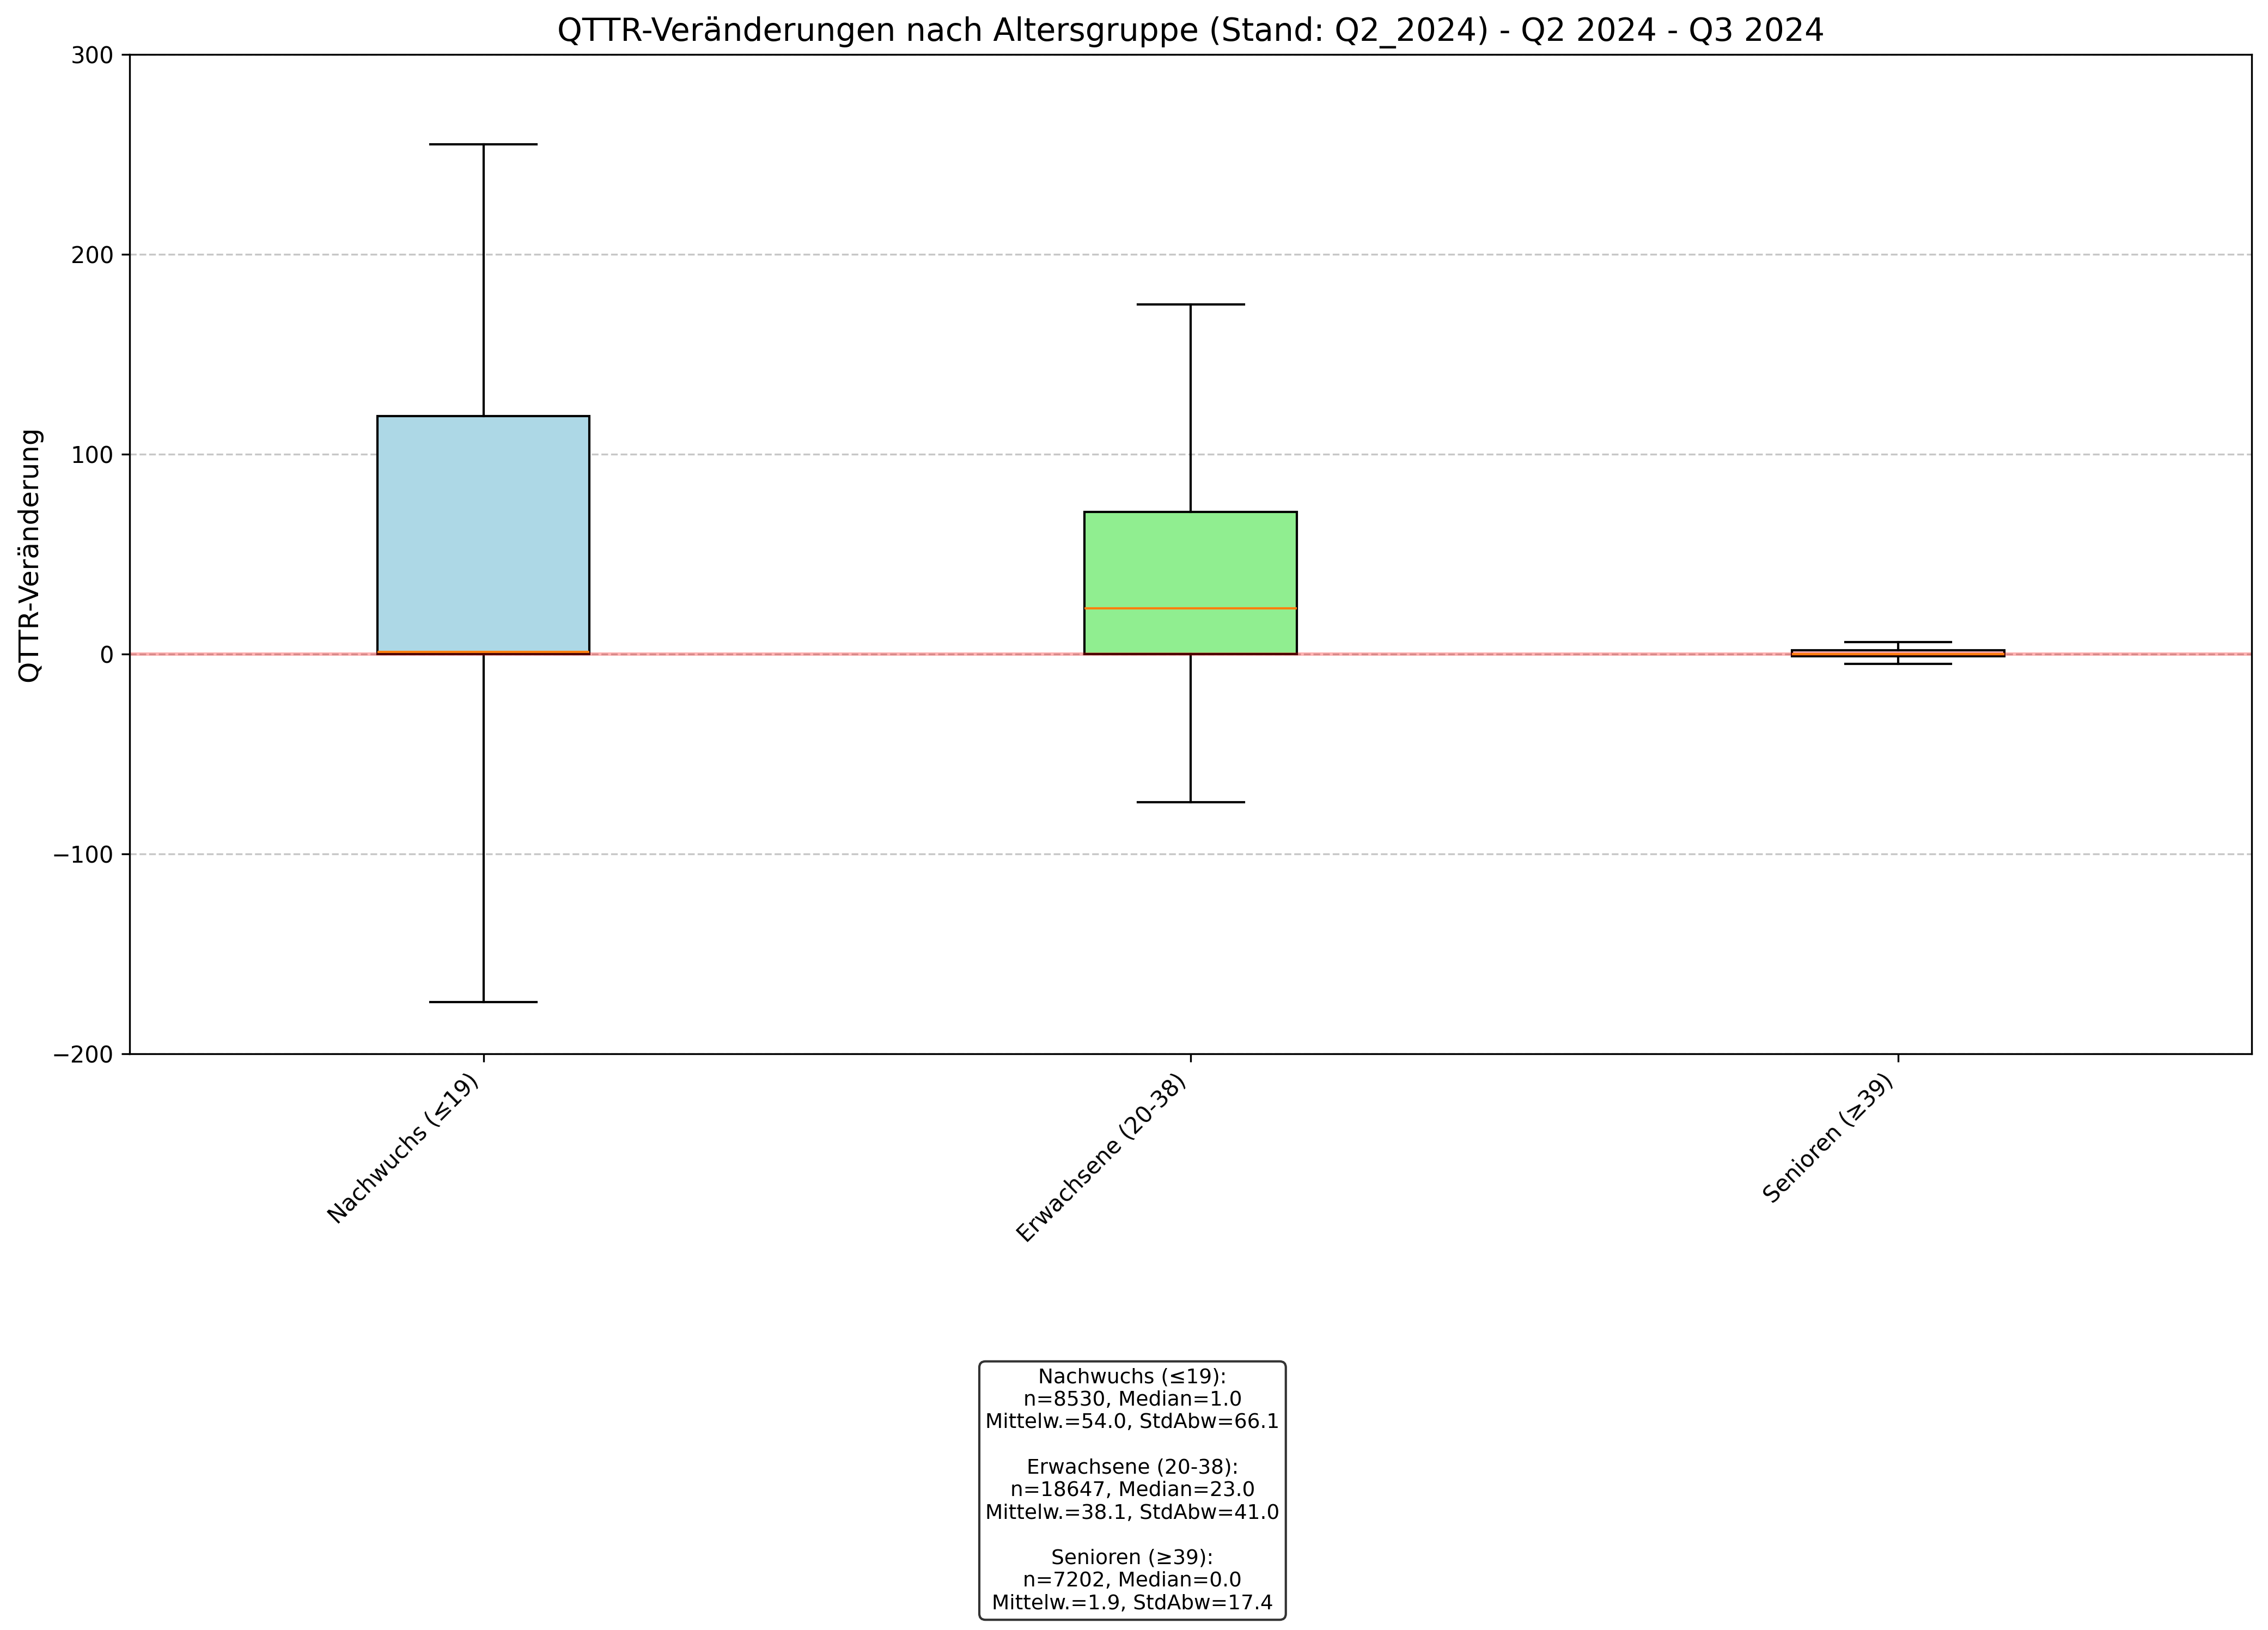 QTTR-Veränderungen nach Altersgruppe (Stand: Q2_2024) - Q2 2024 - Q3 2024
QTTR-Veränderung
300
200
100
0
−100
−200
Nachwuchs (≤19)
Erwachsene (20-38)
Senioren (≥39)
Nachwuchs (≤19):
n=8530, Median=1.0
Mittelw.=54.0, StdAbw=66.1
Erwachsene (20-38):
n=18647, Median=23.0
Mittelw.=38.1, StdAbw=41.0
Senioren (≥39):
n=7202, Median=0.0
Mittelw.=1.9, StdAbw=17.4